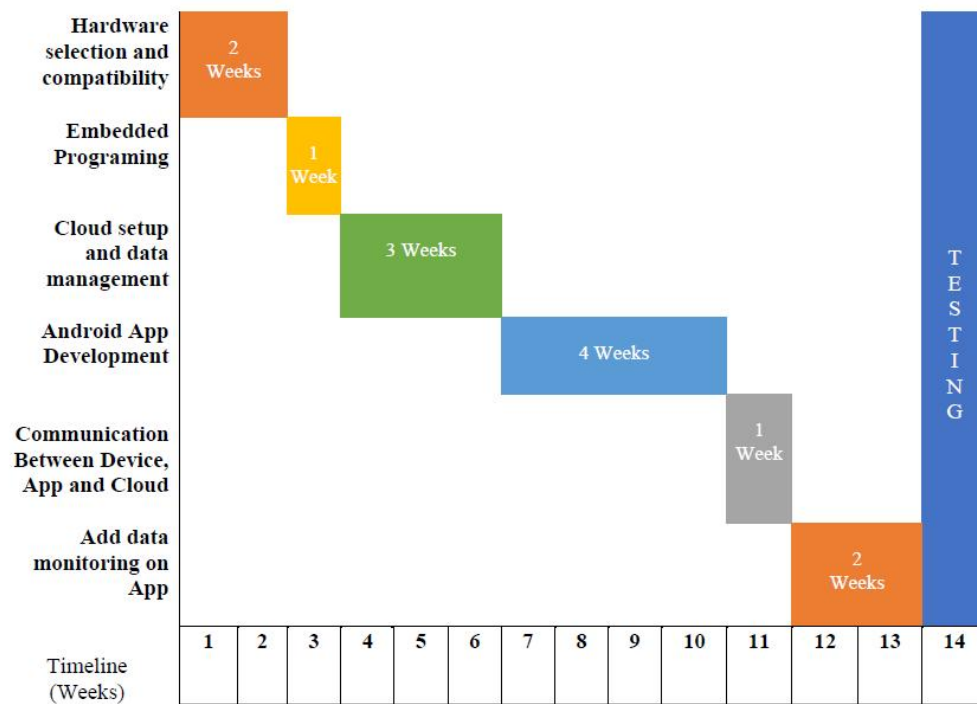 Hardware
selection and
compatibility
2
Weeks
Embedded
Programing
1
Week
Cloud setup
and data
management
3 Weeks
Android App
Development
4 Weeks
Communication
Between Device,
App and Cloud
1
Week
Add data
monitoring on
App
2
Weeks
T
E
S
T
I
N
G
Timeline
(Weeks)
1 2 3 4 5 6 7 8 9 10 11 12 13 14